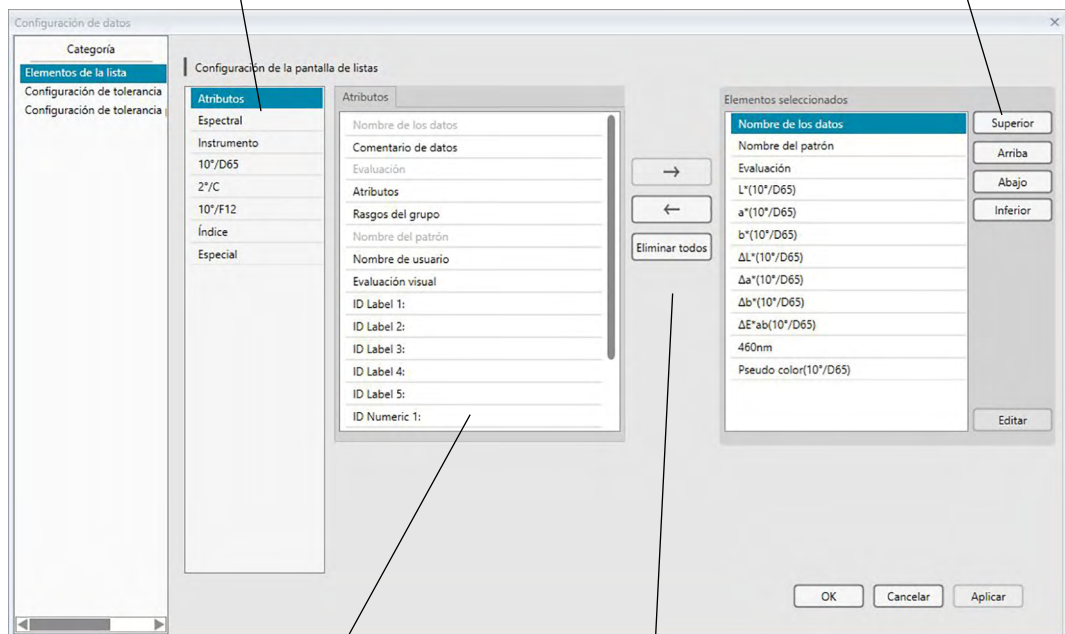 Configuración de datos
Categoría
Elementos de la lista
Configuración de tolerancia
Configuración de tolerancia
Configuración de la pantalla de listas
Atributos
Espectral
Instrumento
10°/D65
2°/C
10°/F12
Índice
Especial
Atributos
Nombre de los datos
Comentario de datos
Evaluación
Atributos
Rasgos del grupo
Nombre del patrón
Nombre de usuario
Evaluación visual
ID Label 1:
ID Label 2:
ID Label 3:
ID Label 4:
ID Label 5:
ID Numeric 1:
→
←
Eliminar todos
Elementos seleccionados
Nombre de los datos
Nombre del patrón
Evaluación
L*(10°/D65)
a*(10°/D65)
b*(10°/D65)
ΔL*(10°/D65)
Δa*(10°/D65)
Δb*(10°/D65)
ΔE*ab(10°/D65)
460nm
Pseudo color(10°/D65)
Superior
Arriba
Abajo
Inferior
Editar
OK
Cancelar
Aplicar